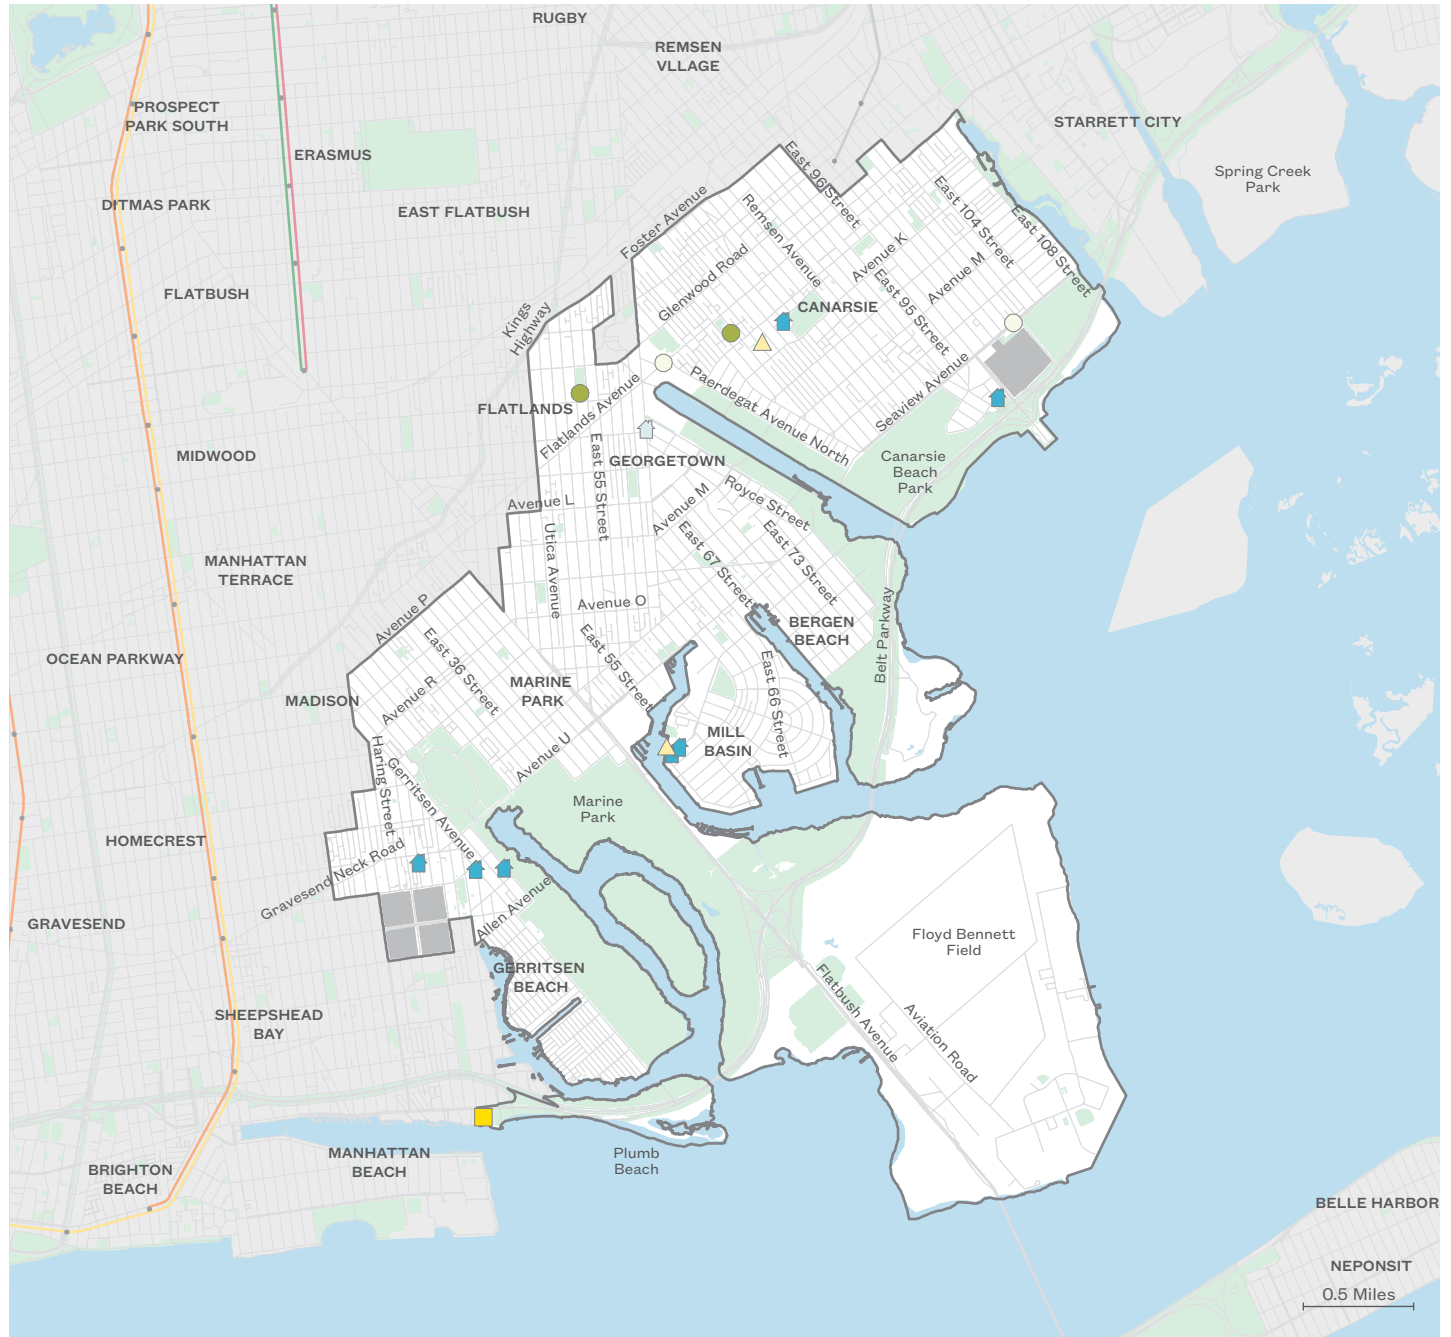 RUGBY
REMSEN
VLLAGE
PROSPECT
PARK SOUTH
STARRETT CITY
ERASMUS
East 96 Street
Spring Creek
Park
DITMAS PARK
EAST FLATBUSH
Foster Avenue
Remsen Avenue
East 104 Street
East 108 Street
Glenwood Road
Avenue K
Avenue M
FLATBUSH
Kings
Highway
CANARSIE
East 95 Street
FLATLANDS
Flatlands Avenue
Paerdegat Avenue North
Seaview Avenue
MIDWOOD
GEORGETOWN
East 55 Street
Canarsie
Beach
Park
Avenue L
Avenue M
Royce Street
Utica Avenue
East 67 Street
East 73 Street
MANHATTAN
TERRACE
Avenue P
Avenue O
BERGEN
BEACH
Belt Parkway
OCEAN PARKWAY
East 36 Street
East 55 Street
East 66 Street
MADISON
Avenue R
MARINE
PARK
MILL
BASIN
Haring Street
Gerritsen Avenue
Avenue U
Marine
Park
HOMECREST
Gravesend Neck Road
Allen Avenue
GRAVESEND
Floyd Bennett
Field
GERRITSEN
BEACH
Flatbush Avenue
SHEEPSHEAD
BAY
Aviation Road
MANHATTAN
BEACH
Plumb
Beach
BRIGHTON
BEACH
BELLE HARBOR
NEPONSIT
0.5 Miles